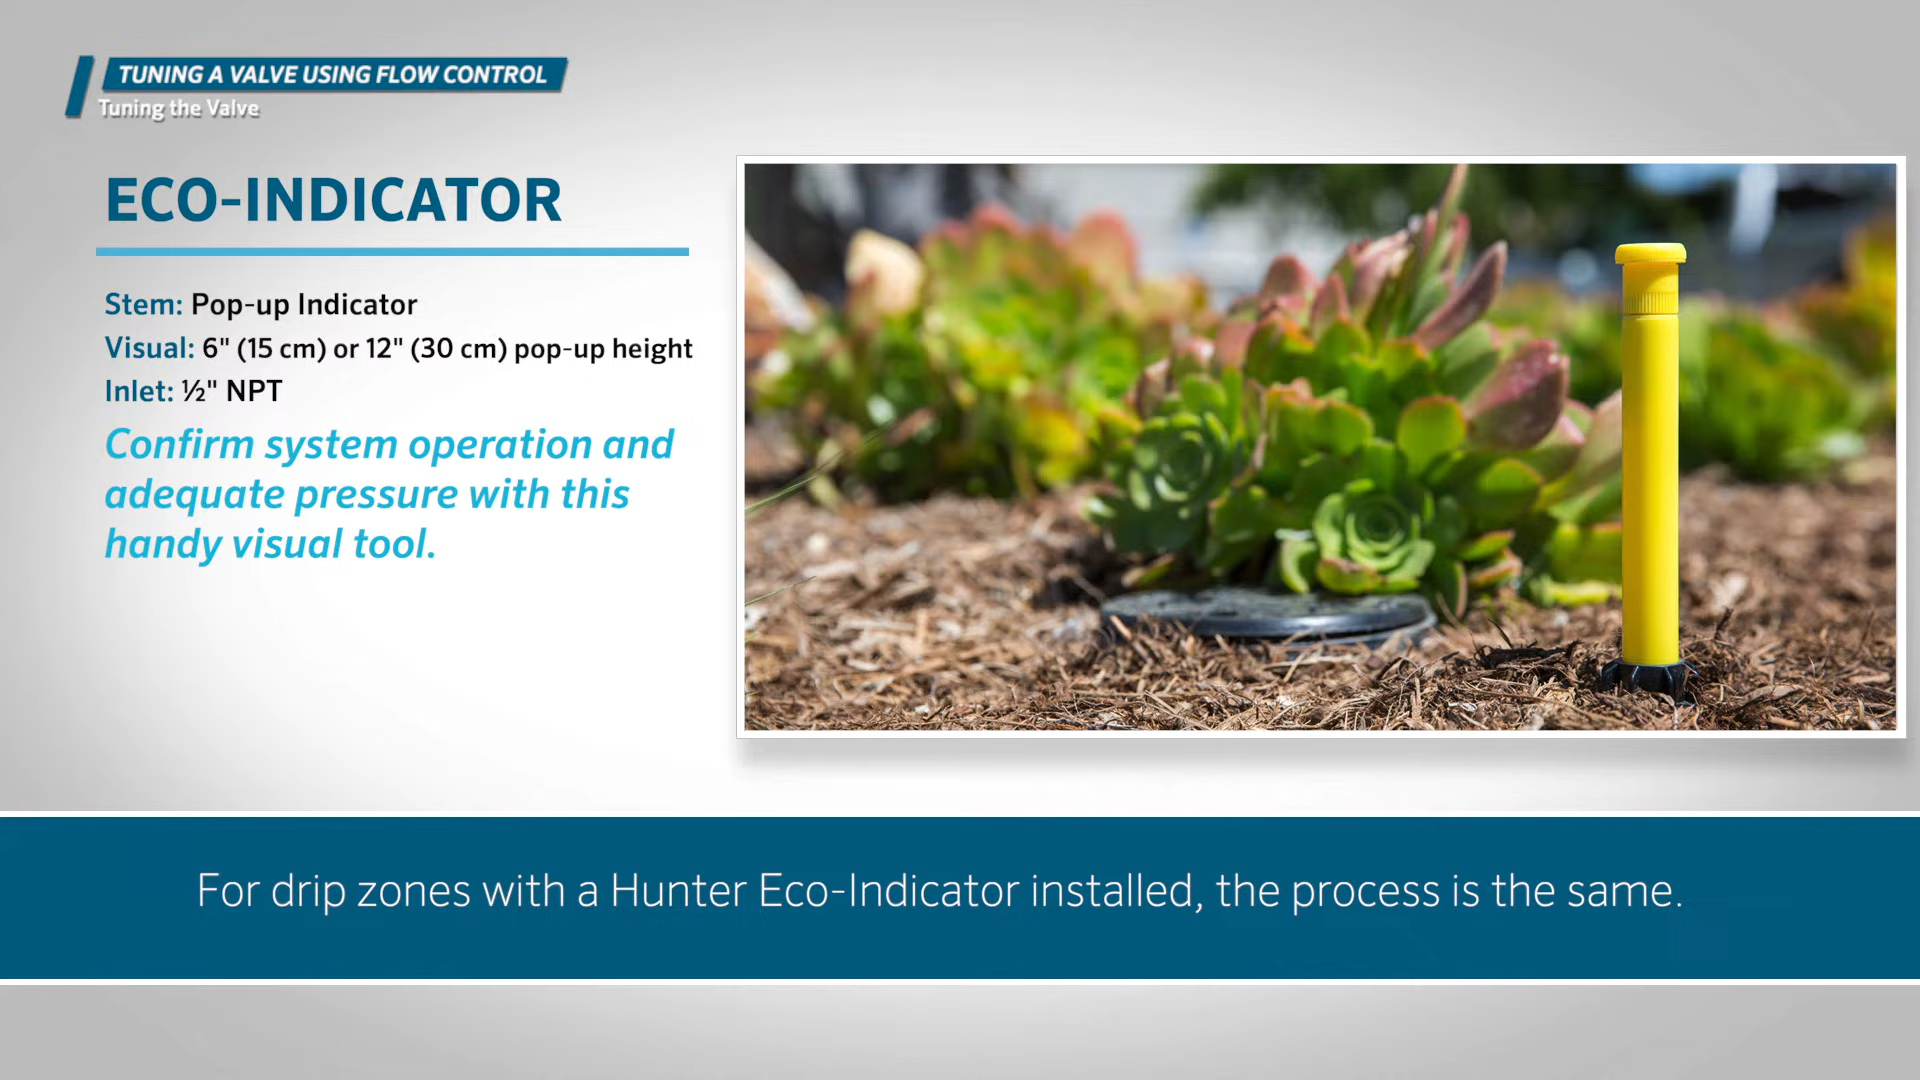 TUNING A VALVE USING FLOW CONTROL
Tuning the Valve
ECO-INDICATOR
Stem: Pop-up Indicator
Visual: 6" (15 cm) or 12" (30 cm) pop-up height
Inlet: ½" NPT
Confirm system operation and
adequate pressure with this
handy visual tool.
For drip zones with a Hunter Eco-Indicator installed, the process is the same.